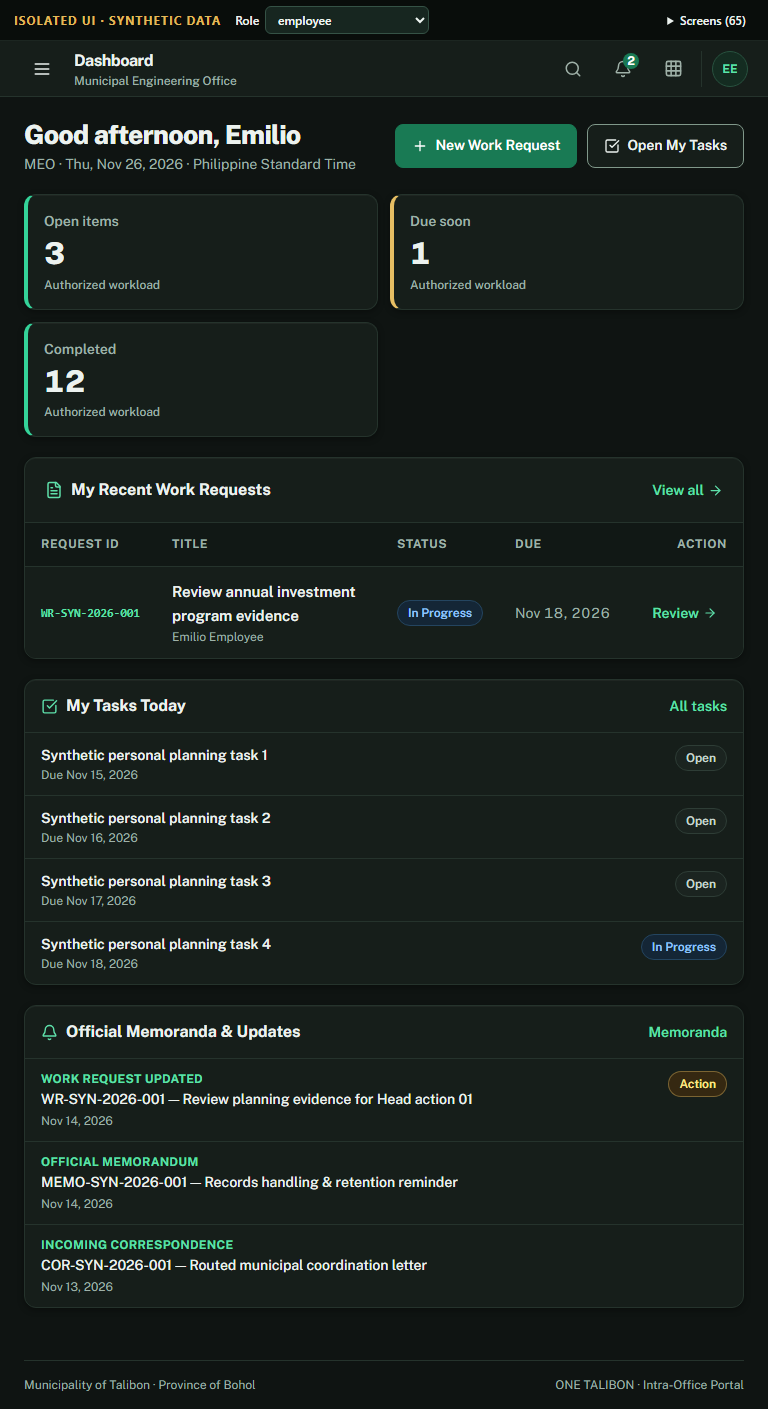 ISOLATED UI · SYNTHETIC DATA Role employee Screens (65)
Dashboard
Municipal Engineering Office
2
EE
Good afternoon, Emilio
MEO · Thu, Nov 26, 2026 · Philippine Standard Time
New Work Request
Open My Tasks
Open items
3
Authorized workload
Due soon
1
Authorized workload
Completed
12
Authorized workload
My Recent Work Requests View all →
REQUEST ID TITLE STATUS DUE ACTION
WR-SYN-2026-001 Review annual investment program evidence In Progress Nov 18, 2026 Review →
Emilio Employee
My Tasks Today All tasks
Synthetic personal planning task 1 Open
Due Nov 15, 2026
Synthetic personal planning task 2 Open
Due Nov 16, 2026
Synthetic personal planning task 3 Open
Due Nov 17, 2026
Synthetic personal planning task 4 In Progress
Due Nov 18, 2026
Official Memoranda & Updates Memoranda
WORK REQUEST UPDATED Action
WR-SYN-2026-001 — Review planning evidence for Head action 01
Nov 14, 2026
OFFICIAL MEMORANDUM
MEMO-SYN-2026-001 — Records handling & retention reminder
Nov 14, 2026
INCOMING CORRESPONDENCE
COR-SYN-2026-001 — Routed municipal coordination letter
Nov 13, 2026
Municipality of Talibon · Province of Bohol ONE TALIBON · Intra-Office Portal